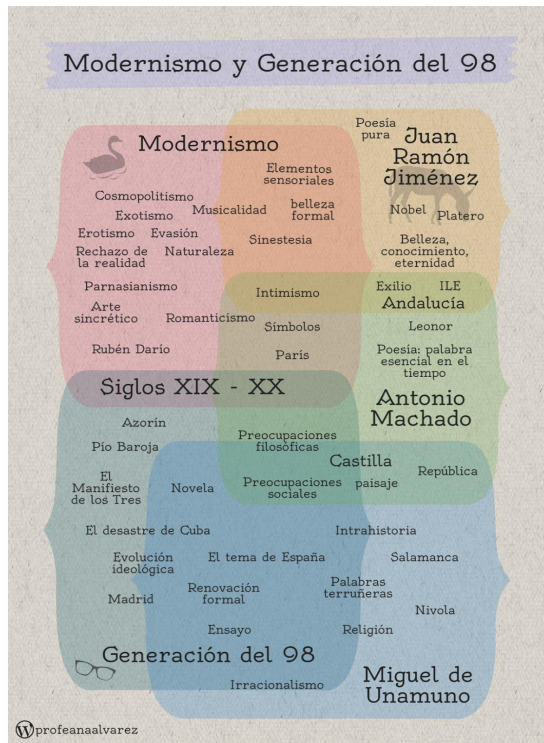 Modernismo y Generación del 98
Modernismo
Poesía
pura
Juan
Ramón
Jiménez
Elementos
sensoriales
Cosmopolitismo
Exotismo
Musicalidad
belleza
formal
Nobel
Platero
Erotismo
Evasión
Sinestesia
Rechazo de
la realidad
Naturaleza
Belleza,
conocimiento,
eternidad
Parnasianismo
Intimismo
Exilio
ILE
Andalucía
Arte
sincrético
Romanticismo
Símbolos
Leonor
Rubén Darío
París
Poesía: palabra
esencial en el
tiempo
Siglos XIX - XX
Antonio
Machado
Azorín
Pío Baroja
Preocupaciones
filosóficas
Castilla
República
El
Manifiesto
de los Tres
Novela
Preocupaciones
sociales
paisaje
El desastre de Cuba
Intrahistoria
Evolución
ideológica
El tema de España
Salamanca
Madrid
Renovación
formal
Palabras
terruñeras
Nivola
Ensayo
Religión
Generación del 98
Irracionalismo
Miguel de
Unamuno
profeanaalvarez